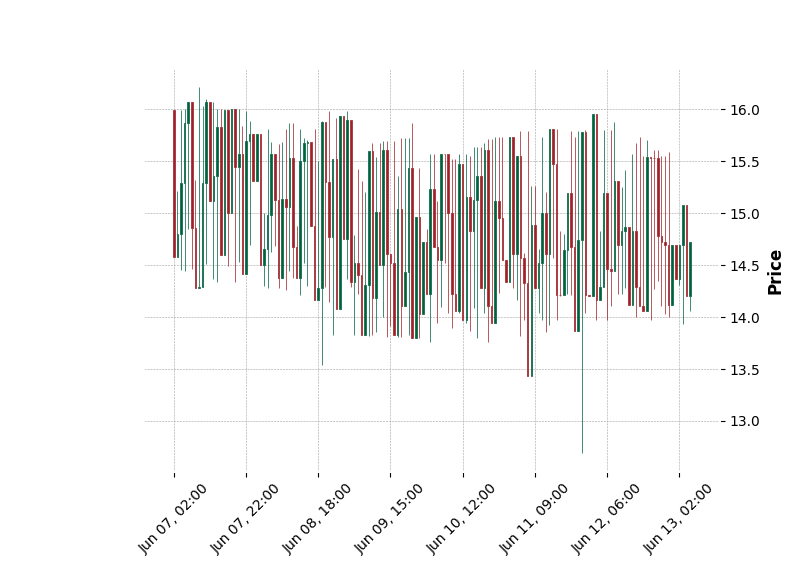 16.0
15.5
15.0
14.5
14.0
13.5
13.0
Price
Jun 07, 02:00
Jun 07, 22:00
Jun 08, 18:00
Jun 09, 15:00
Jun 10, 12:00
Jun 11, 09:00
Jun 12, 06:00
Jun 13, 02:00